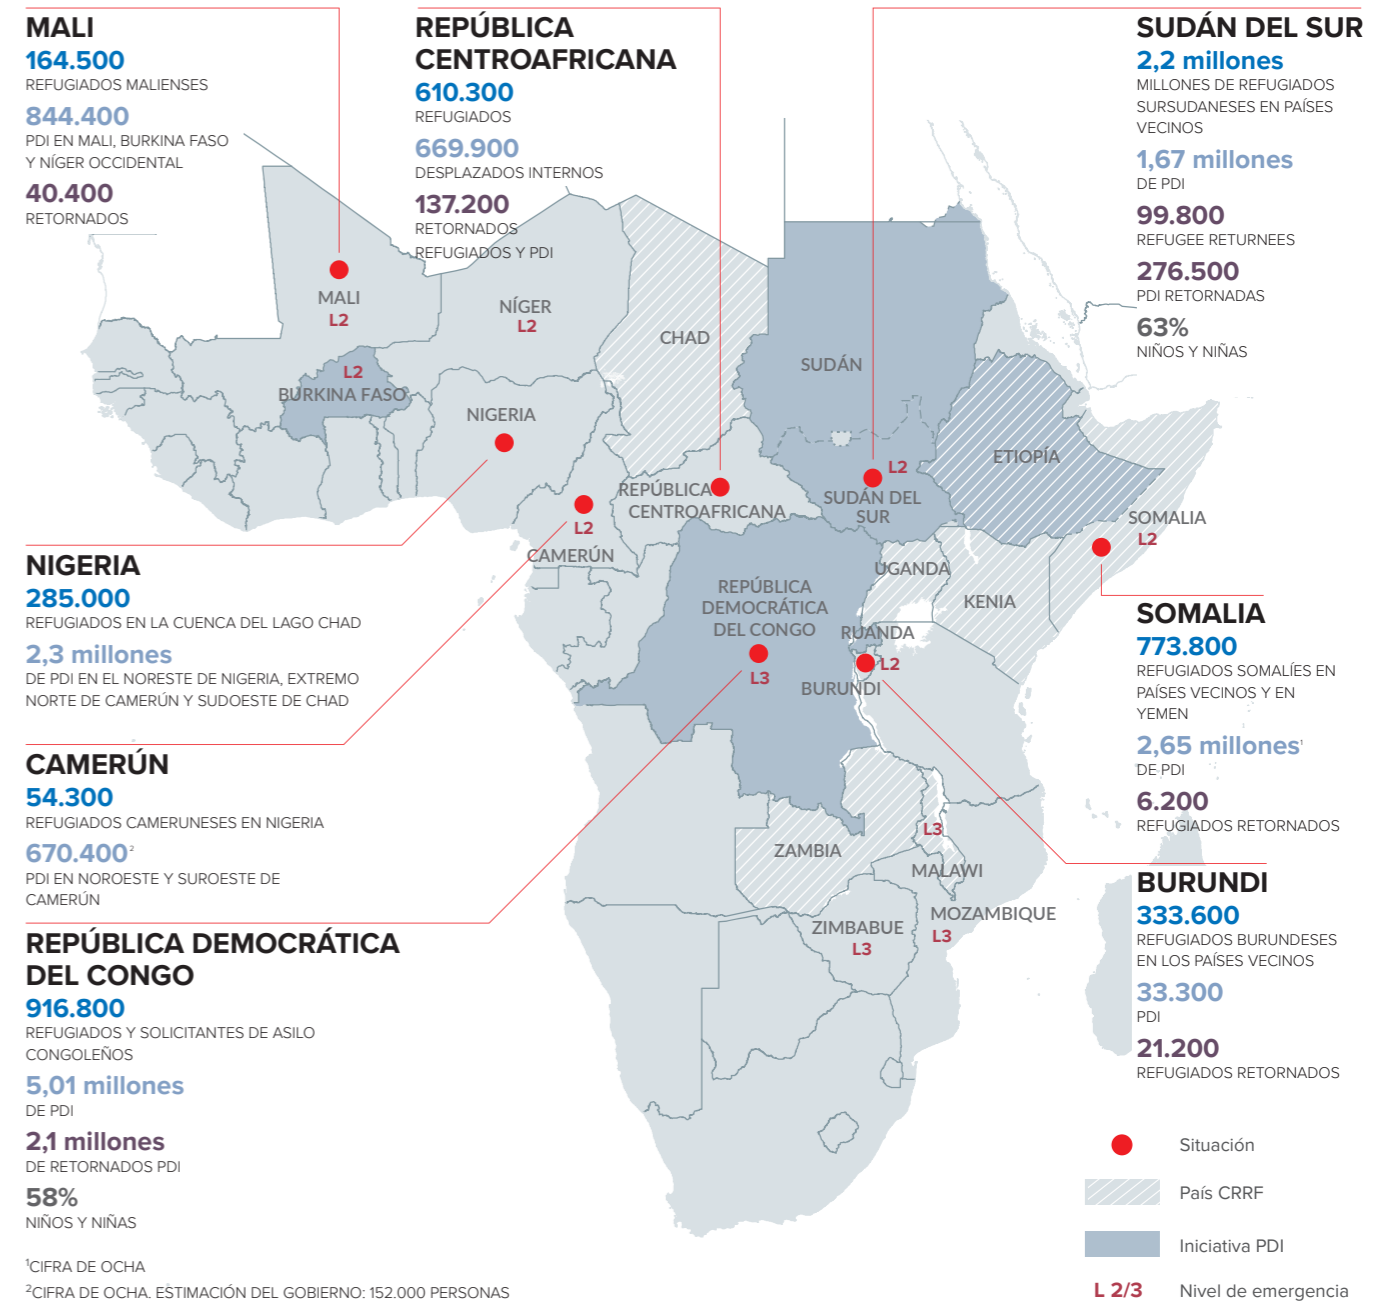 MALI
164.500
REFUGIADOS MALIENSES
844.400
PDI EN MALI, BURKINA FASO
Y NÍGER OCCIDENTAL
40.400
RETORNADOS
REPÚBLICA
CENTROAFRICANA
610.300
REFUGIADOS
669.900
DESPLAZADOS INTERNOS
137.200
RETORNADOS
REFUGIADOS Y PDI
SUDÁN DEL SUR
2,2 millones
MILLONES DE REFUGIADOS
SURSUDANESES EN PAÍSES
VECINOS
1,67 millones
DE PDI
99.800
REFUGEE RETURNEES
276.500
PDI RETORNADAS
63%
NIÑOS Y NIÑAS
MALI
L2
NÍGER
L2
CHAD
SUDÁN
L2
BURKINA FASO
NIGERIA
ETIOPÍA
L2
SUDÁN DEL
SUR
REPÚBLICA
CENTROAFRICANA
L2
CAMERÚN
SOMALIA
L2
UGANDA
KENIA
REPÚBLICA
DEMOCRÁTICA
DEL CONGO
L3
RUANDA
L2
BURUNDI
ZAMBIA
L3
MALAWI
ZIMBABUE
L3
MOZAMBIQUE
L3
NIGERIA
285.000
REFUGIADOS EN LA CUENCA DEL LAGO CHAD
2,3 millones
DE PDI EN EL NORESTE DE NIGERIA, EXTREMO
NORTE DE CAMERÚN Y SUDOESTE DE CHAD
CAMERÚN
54.300
REFUGIADOS CAMERUNESES EN NIGERIA
670.400²
PDI EN NOROESTE Y SUROESTE DE
CAMERÚN
REPÚBLICA DEMOCRÁTICA
DEL CONGO
916.800
REFUGIADOS Y SOLICITANTES DE ASILO
CONGOLEÑOS
5,01 millones
DE PDI
2,1 millones
DE RETORNADOS PDI
58%
NIÑOS Y NIÑAS
SOMALIA
773.800
REFUGIADOS SOMALÍES EN
PAÍSES VECINOS Y EN
YEMEN
2,65 millones¹
DE PDI
6.200
REFUGIADOS RETORNADOS
BURUNDI
333.600
REFUGIADOS BURUNDESES
EN LOS PAÍSES VECINOS
33.300
PDI
21.200
REFUGIADOS RETORNADOS
Situación
País CRRF
Iniciativa PDI
L 2/3 Nivel de emergencia
¹CIFRA DE OCHA
²CIFRA DE OCHA. ESTIMACIÓN DEL GOBIERNO: 152.000 PERSONAS